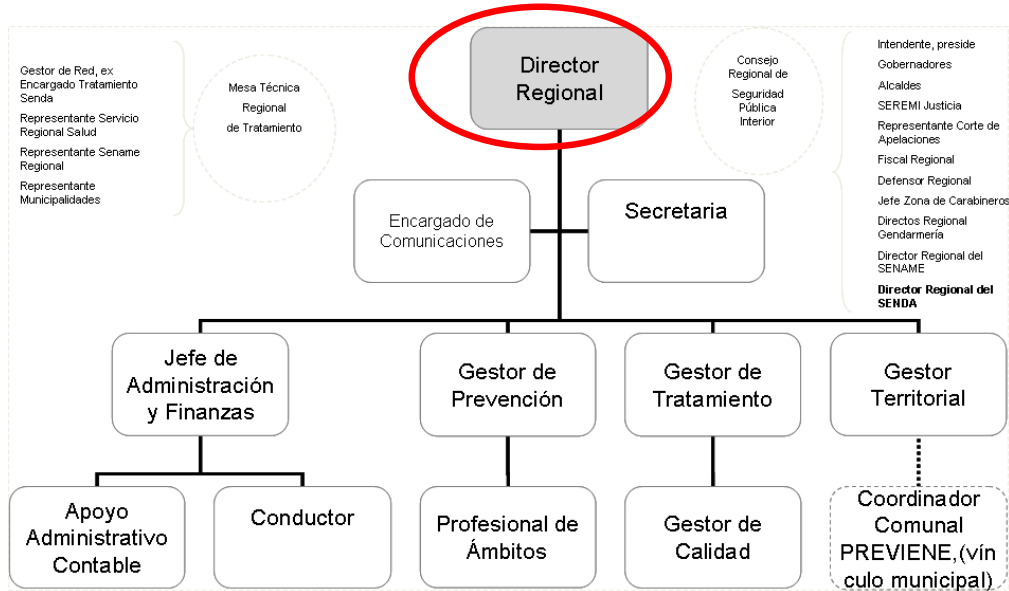 Director
Regional
Gestor de Red, ex
Encargado Tratamiento
Senda
Representante Servicio
Regional Salud
Representante Sename
Regional
Representante
Municipalidades
Mesa Técnica
Regional
de Tratamiento
Consejo
Regional de
Seguridad
Pública
Interior
Intendente, preside
Gobernadores
Alcaldes
SEREMI Justicia
Representante Corte de
Apelaciones
Fiscal Regional
Defensor Regional
Jefe Zona de Carabineros
Directos Regional
Gendarmería
Director Regional del
SENAME
Director Regional del
SENDA
Encargado de
Comunicaciones
Secretaria
Jefe de
Administración
y Finanzas
Gestor de
Prevención
Gestor de
Tratamiento
Gestor
Territorial
Apoyo
Administrativo
Contable
Conductor
Profesional de
Ámbitos
Gestor de
Calidad
Coordinador
Comunal
PREVIENE,(vín
culo municipal)